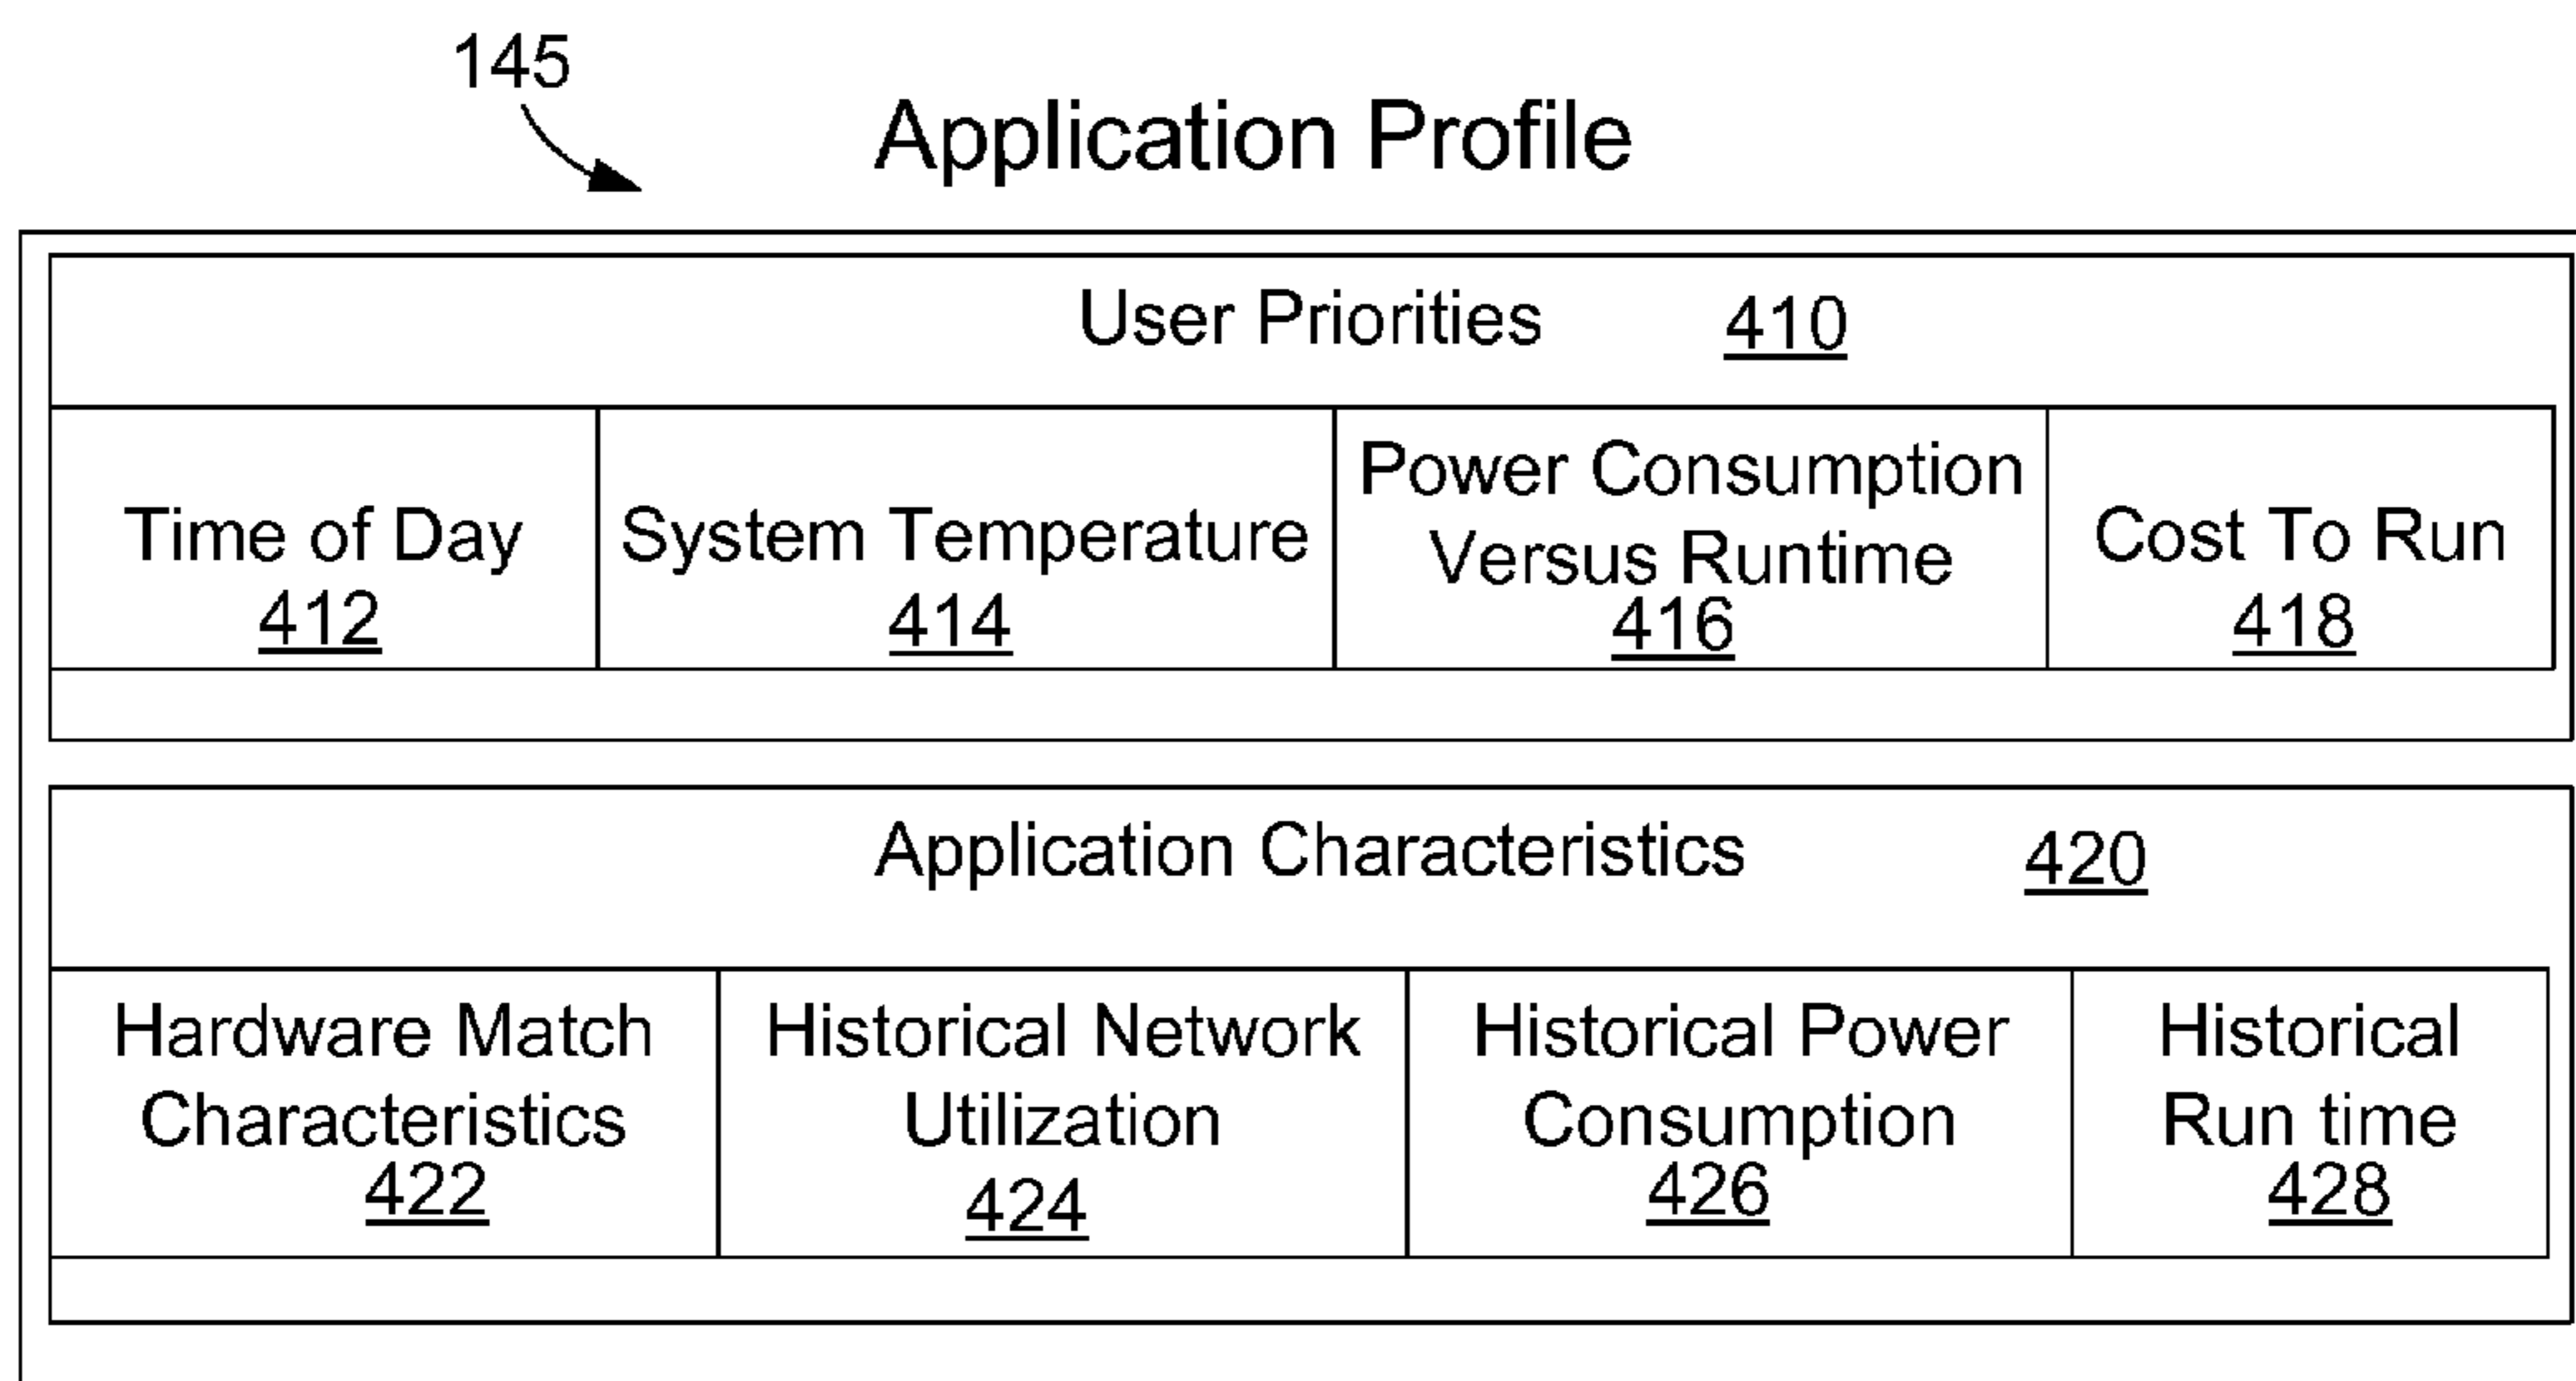 145
Application Profile
User Priorities 410
Time of Day
412
System Temperature
414
Power Consumption
Versus Runtime
416
Cost To Run
418
Application Characteristics 420
Hardware Match
Characteristics
422
Historical Network
Utilization
424
Historical Power
Consumption
426
Historical
Run time
428